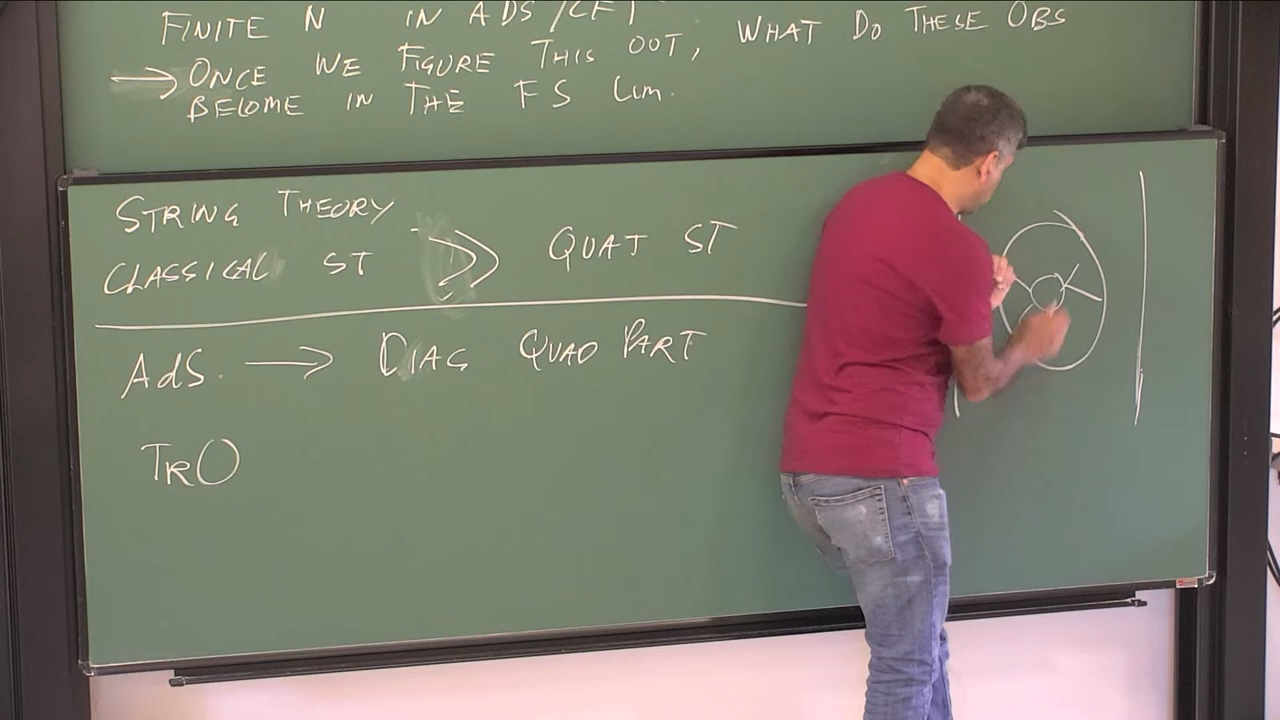 FINITE N IN ADS/CFT
→ ONCE WE FIGURE THIS OUT, WHAT DO THESE OBS
BECOME IN THE FS LIM.
STRING THEORY
CLASSICAL ST >> QUAT ST
AdS. → DIAG QUAD PART
TRO